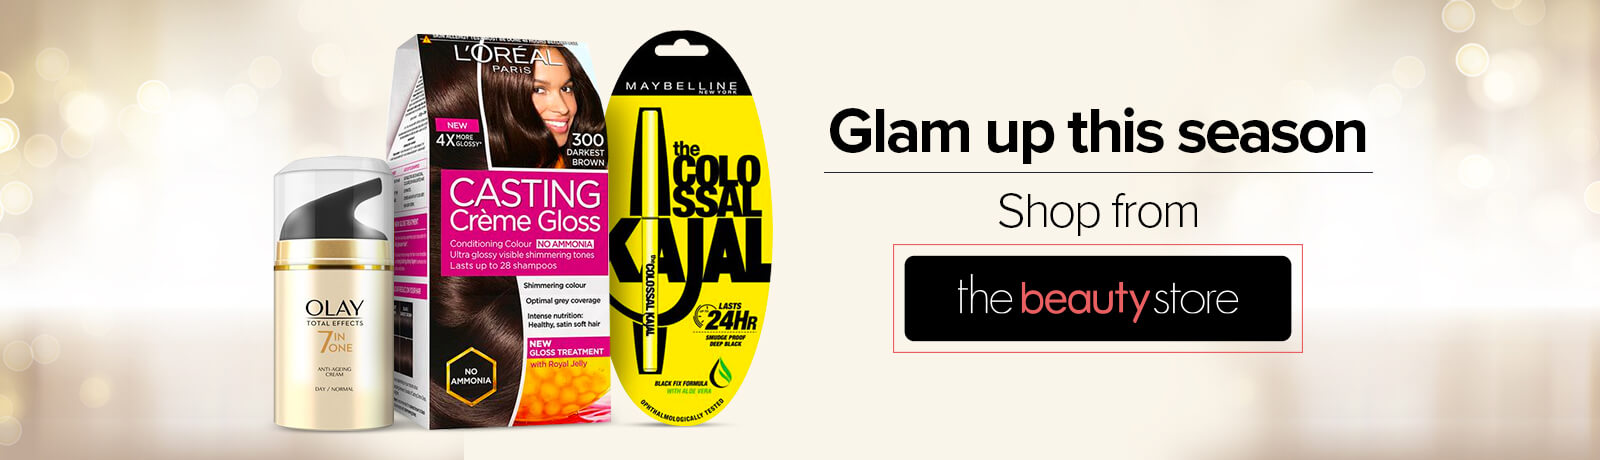 OLAY
TOTAL EFFECTS
7 IN
ONE
ANTI-AGEING
CREAM
DAY / NORMAL
L'ORÉAL
PARIS
NEW
4X MORE
GLOSSY*
300
DARKEST
BROWN
CASTING
Crème Gloss
Conditioning Colour NO AMMONIA
Ultra glossy visible shimmering tones
Lasts up to 28 shampoos
Shimmering colour
Optimal grey coverage
Intense nutrition:
Healthy, satin soft hair
NEW
GLOSS TREATMENT
with Royal Jelly
NO
AMMONIA
MAYBELLINE
NEW YORK
the
COLO
SSAL
KAJAL
the COLOSSAL KAJAL
LASTS
24HR
SMUDGE PROOF
DEEP BLACK
BLACK FIX FORMULA
WITH ALOE VERA
OPHTHALMOLOGICALLY TESTED
Glam up this season
Shop from
the beauty store